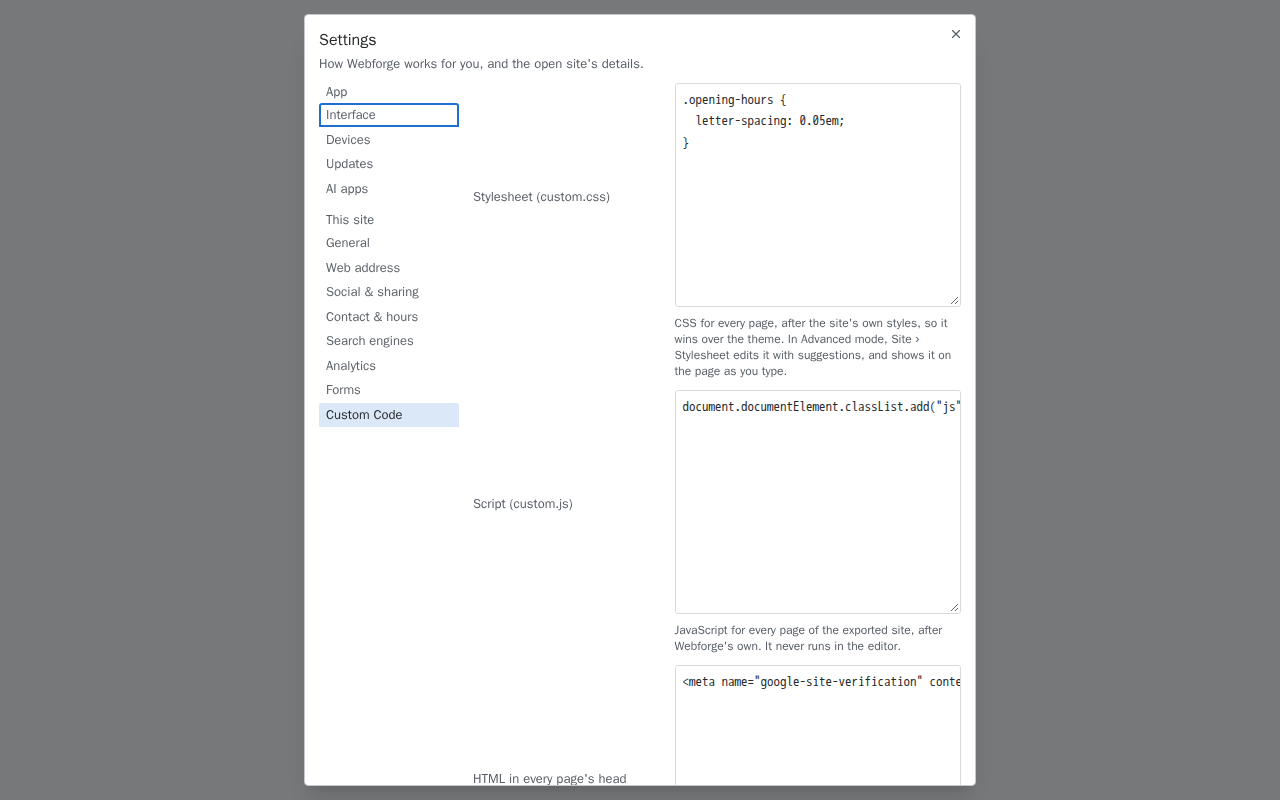 Settings
How Webforge works for you, and the open site's details.
App
Interface
Devices
Updates
AI apps
This site
General
Web address
Social & sharing
Contact & hours
Search engines
Analytics
Forms
Custom Code
Stylesheet (custom.css)
.opening-hours {
letter-spacing: 0.05em;
}
CSS for every page, after the site's own styles, so it
wins over the theme. In Advanced mode, Site ›
Stylesheet edits it with suggestions, and shows it on
the page as you type.
Script (custom.js)
document.documentElement.classList.add("js"
JavaScript for every page of the exported site, after
Webforge's own. It never runs in the editor.
HTML in every page's head
<meta name="google-site-verification" conte